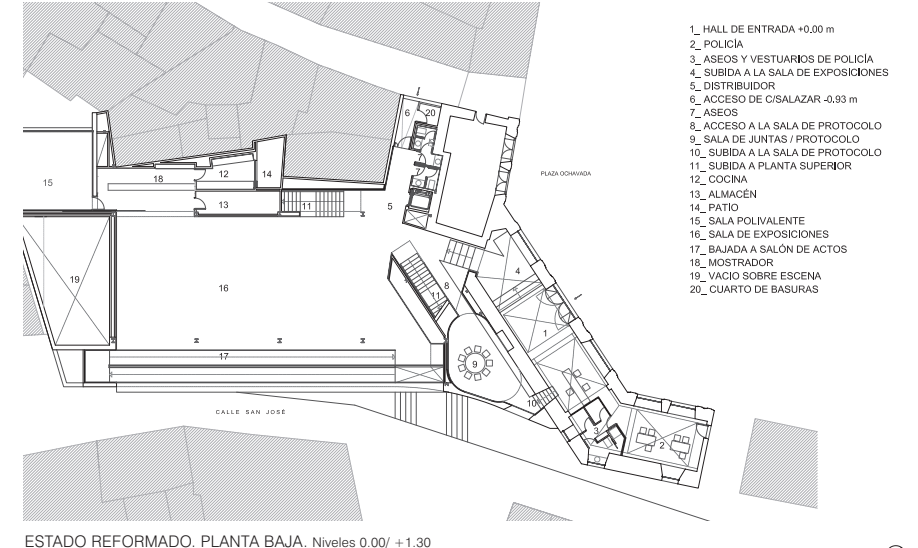 1_ HALL DE ENTRADA +0,00 m
2_ POLICÍA
3_ ASEOS Y VESTUARIOS DE POLICÍA
4_ SUBIDA A LA SALA DE EXPOSICIONES
5_ DISTRIBUIDOR
6_ ACCESO DE C/SALAZAR -0.93 m
7_ ASEOS
8_ ACCESO A LA SALA DE PROTOCOLO
9_ SALA DE JUNTAS / PROTOCOLO
10_ SUBIDA A LA SALA DE PROTOCOLO
11_ SUBIDA A PLANTA SUPERIOR
12_ COCINA
13_ ALMACÉN
14_ PATIO
15_ SALA POLIVALENTE
16_ SALA DE EXPOSICIONES
17_ BAJADA A SALÓN DE ACTOS
18_ MOSTRADOR
19_ VACIO SOBRE ESCENA
20_ CUARTO DE BASURAS
6
20
7
PLAZA OCHAVADA
15
18
12
14
13
11
5
4
19
16
11
8
1
17
9
10
3
2
CALLE SAN JOSÉ
ESTADO REFORMADO. PLANTA BAJA. Niveles 0.00/ +1.30